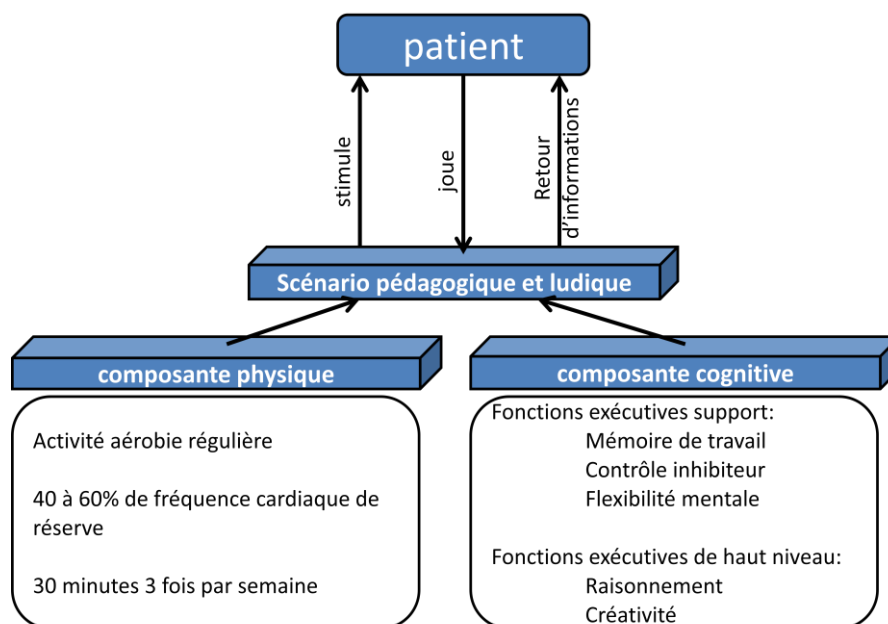 patient
stimule
joue
Retour
d'informations
Scénario pédagogique et ludique
composante physique
Activité aérobie régulière
40 à 60% de fréquence cardiaque de
réserve
30 minutes 3 fois par semaine
composante cognitive
Fonctions exécutives support:
Mémoire de travail
Contrôle inhibiteur
Flexibilité mentale
Fonctions exécutives de haut niveau:
Raisonnement
Créativité